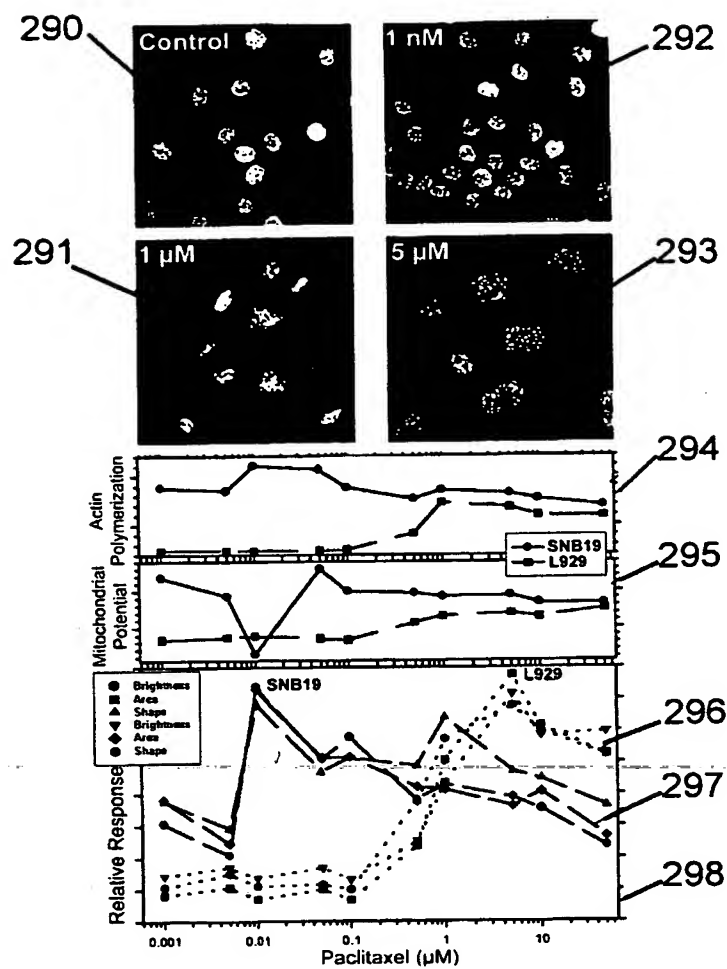 290
Control
1 nM
292
291
1 µM
5 µM
293
294
Actin
Polymerization
SNB19
L929
295
Mitochondrial
Potential
Brightness
Area
Shape
Brightness
Area
Shape
SNB19
L929
296
297
Relative Response
298
0.001
0.01
0.1
1
10
Paclitaxel (µM)